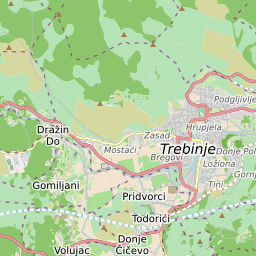 Podgljivlje
Hrupjela
Dražin
Do
Zasad
Mostaći
Trebinje
Bregovi
Donje Pol
Ložiona
Gornj
Tini
Gomiljani
Pridvorci
Todorići
Donje
Čičevo
Volujac